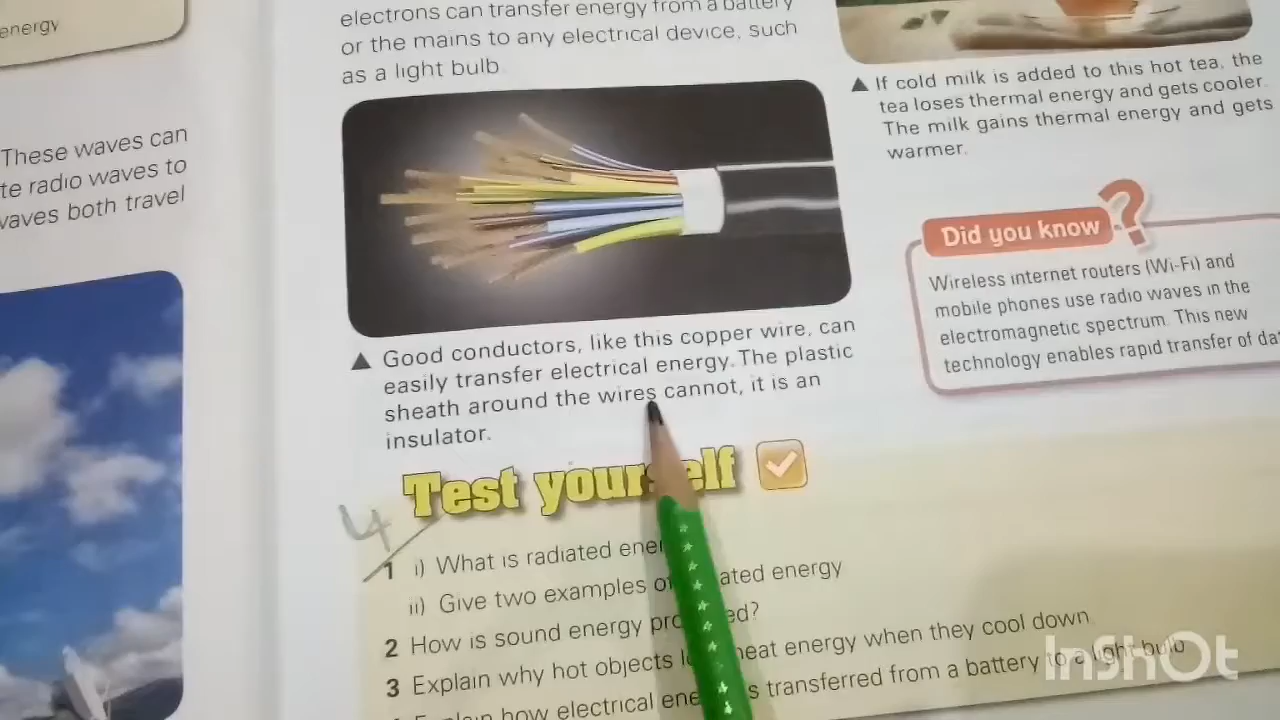 energy
These waves can
te radio waves to
waves both travel
electrons can transfer energy from a battery
or the mains to any electrical device, such
as a light bulb.
▲ Good conductors, like this copper wire, can
easily transfer electrical energy. The plastic
sheath around the wires cannot, it is an
insulator.
▲ If cold milk is added to this hot tea, the
tea loses thermal energy and gets cooler.
The milk gains thermal energy and gets
warmer.
Did you know ?
Wireless internet routers (Wi-Fi) and
mobile phones use radio waves in the
electromagnetic spectrum. This new
technology enables rapid transfer of da
Test yourself
4
1 i) What is radiated ener
ii) Give two examples of ated energy
2 How is sound energy pro ed?
3 Explain why hot objects l heat energy when they cool down
Explain how electrical ene s transferred from a battery to a light bulb
InShOt